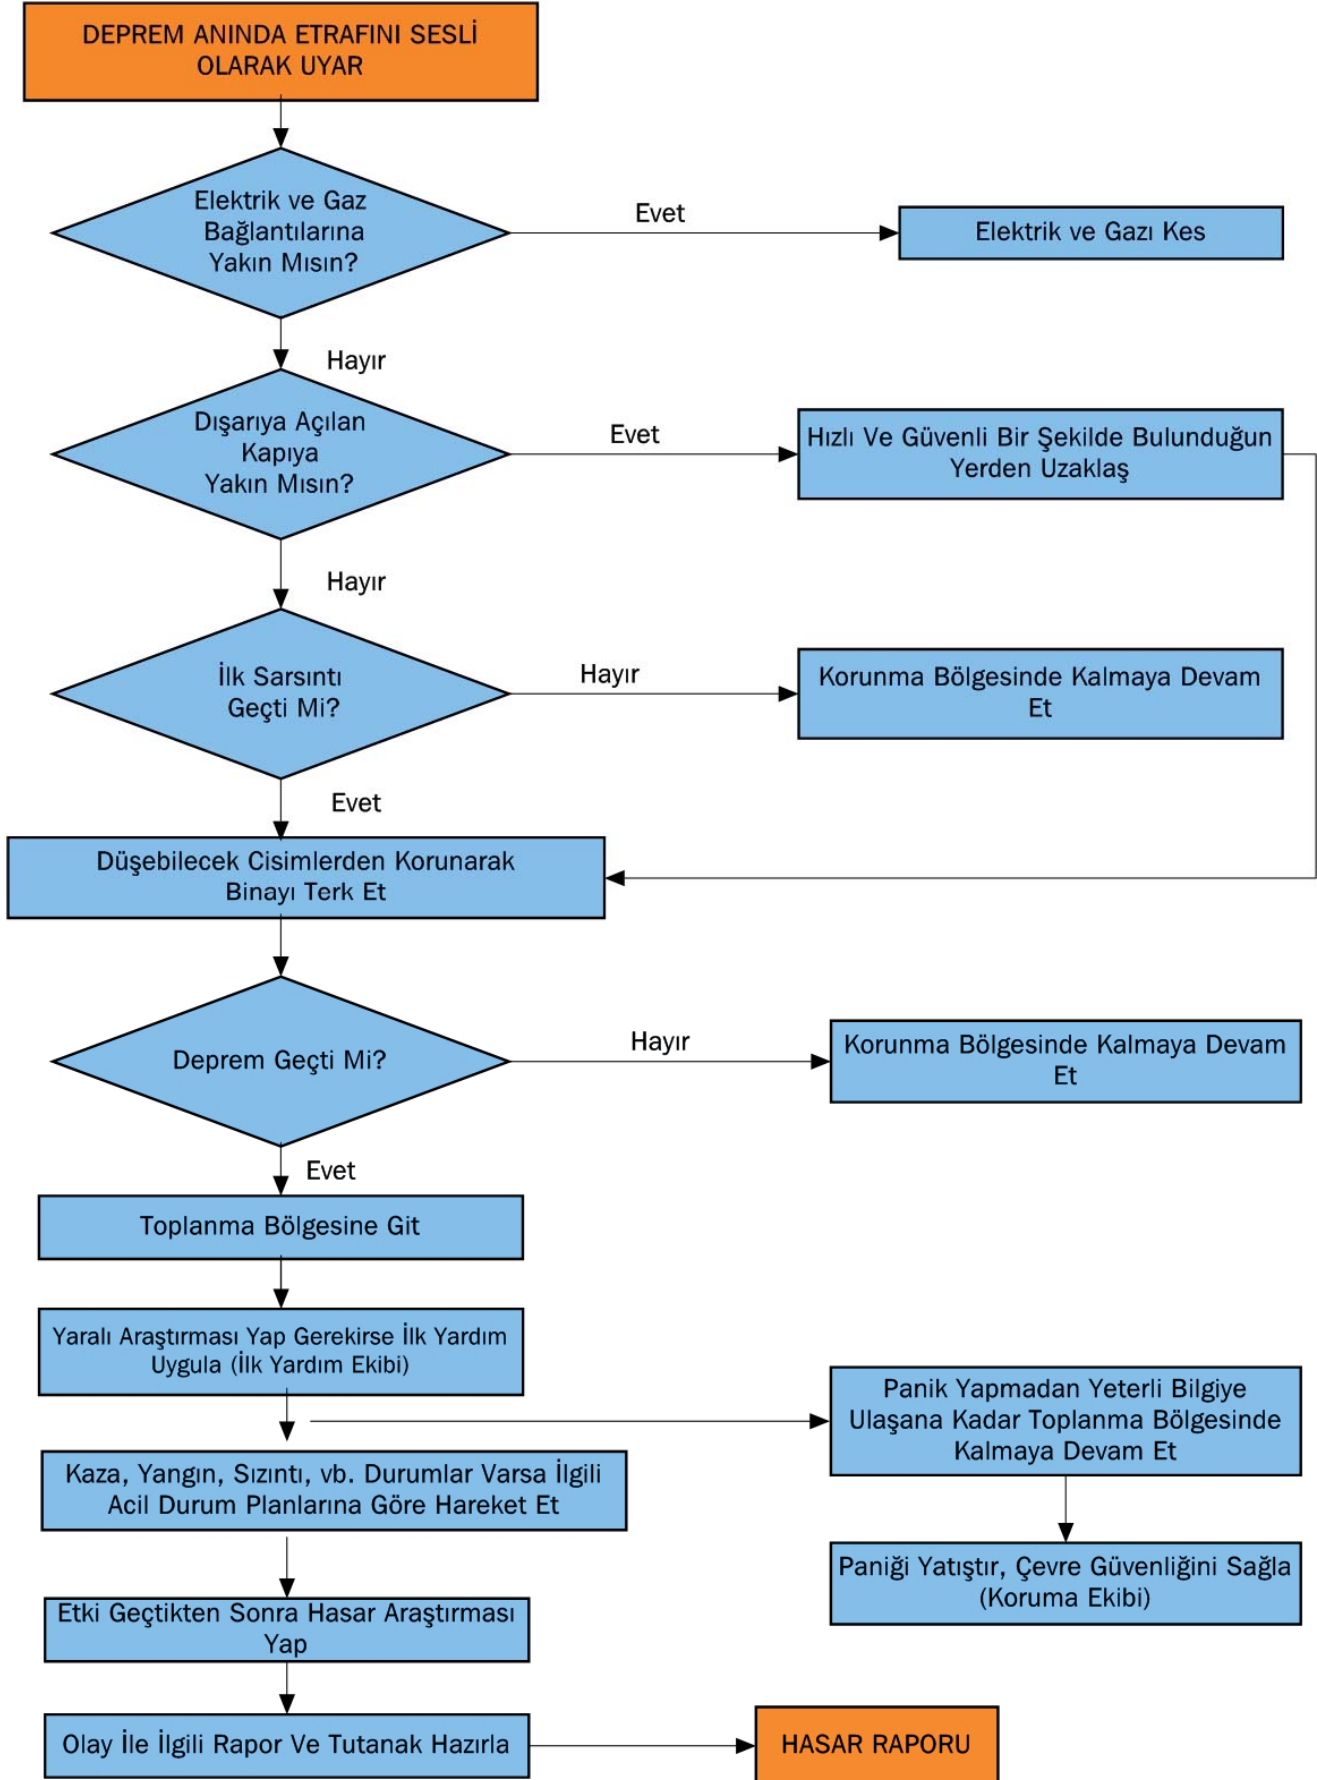 DEPREM ANINDA ETRAFINI SESLİ
OLARAK UYAR
Elektrik ve Gaz
Bağlantılarına
Yakın Mısın?
Evet
Elektrik ve Gazı Kes
Hayır
Dışarıya Açılan
Kapıya
Yakın Mısın?
Evet
Hızlı Ve Güvenli Bir Şekilde Bulunduğun
Yerden Uzaklaş
Hayır
İlk Sarsıntı
Geçti Mi?
Hayır
Korunma Bölgesinde Kalmaya Devam
Et
Evet
Düşebilecek Cisimlerden Korunarak
Binayı Terk Et
Deprem Geçti Mi?
Hayır
Korunma Bölgesinde Kalmaya Devam
Et
Evet
Toplanma Bölgesine Git
Yaralı Araştırması Yap Gerekirse İlk Yardım
Uygula (İlk Yardım Ekibi)
Panik Yapmadan Yeterli Bilgiye
Ulaşana Kadar Toplanma Bölgesinde
Kalmaya Devam Et
Kaza, Yangın, Sızıntı, vb. Durumlar Varsa İlgili
Acil Durum Planlarına Göre Hareket Et
Paniği Yatıştır, Çevre Güvenliğini Sağla
(Koruma Ekibi)
Etki Geçtikten Sonra Hasar Araştırması
Yap
Olay İle İlgili Rapor Ve Tutanak Hazırla
HASAR RAPORU